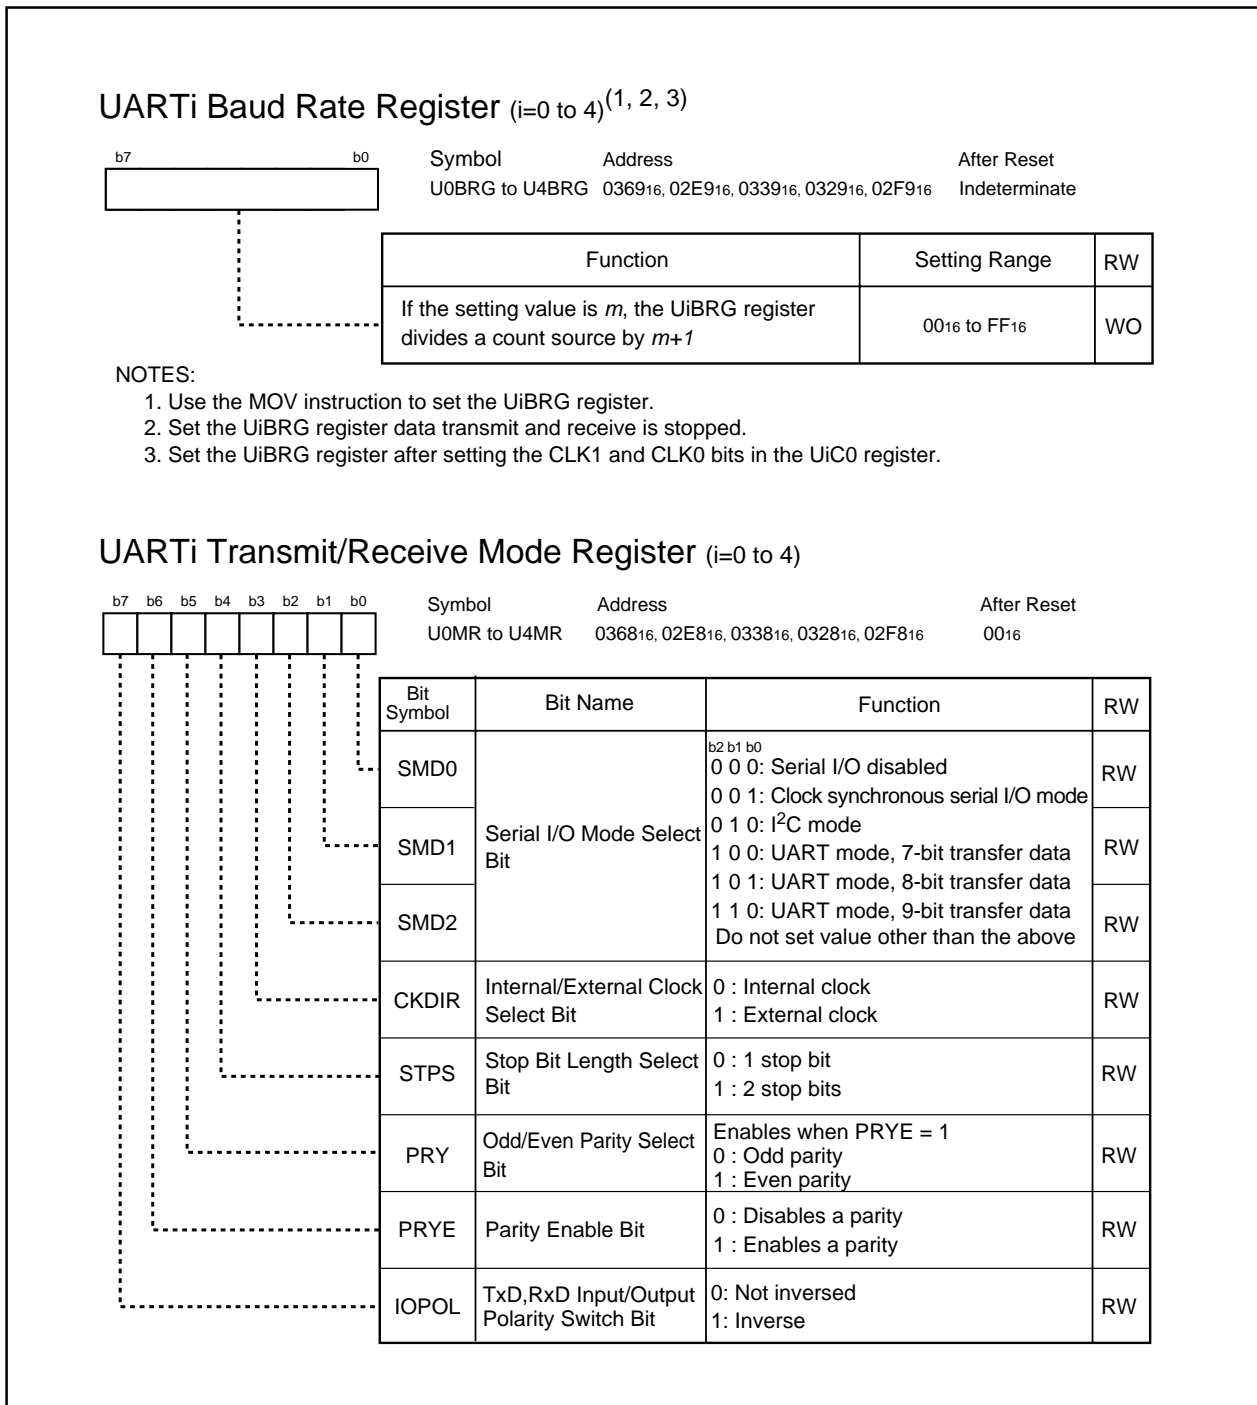 UARTi Baud Rate Register (i=0 to 4)(1, 2, 3)
b7 b0
Symbol Address After Reset
U0BRG to U4BRG 036916, 02E916, 033916, 032916, 02F916 Indeterminate
Function Setting Range RW
If the setting value is m, the UiBRG register
divides a count source by m+1
0016 to FF16 WO
NOTES:
1. Use the MOV instruction to set the UiBRG register.
2. Set the UiBRG register data transmit and receive is stopped.
3. Set the UiBRG register after setting the CLK1 and CLK0 bits in the UiC0 register.
UARTi Transmit/Receive Mode Register (i=0 to 4)
b7 b6 b5 b4 b3 b2 b1 b0
Symbol Address After Reset
U0MR to U4MR 036816, 02E816, 033816, 032816, 02F816 0016
Bit
Symbol
Bit Name Function RW
SMD0
SMD1
SMD2
Serial I/O Mode Select
Bit
b2 b1 b0
0 0 0: Serial I/O disabled
0 0 1: Clock synchronous serial I/O mode
0 1 0: I2C mode
1 0 0: UART mode, 7-bit transfer data
1 0 1: UART mode, 8-bit transfer data
1 1 0: UART mode, 9-bit transfer data
Do not set value other than the above
RW
RW
RW
CKDIR
Internal/External Clock
Select Bit
0 : Internal clock
1 : External clock
RW
STPS
Stop Bit Length Select
Bit
0 : 1 stop bit
1 : 2 stop bits
RW
PRY
Odd/Even Parity Select
Bit
Enables when PRYE = 1
0 : Odd parity
1 : Even parity
RW
PRYE
Parity Enable Bit
0 : Disables a parity
1 : Enables a parity
RW
IOPOL
TxD,RxD Input/Output
Polarity Switch Bit
0: Not inversed
1: Inverse
RW